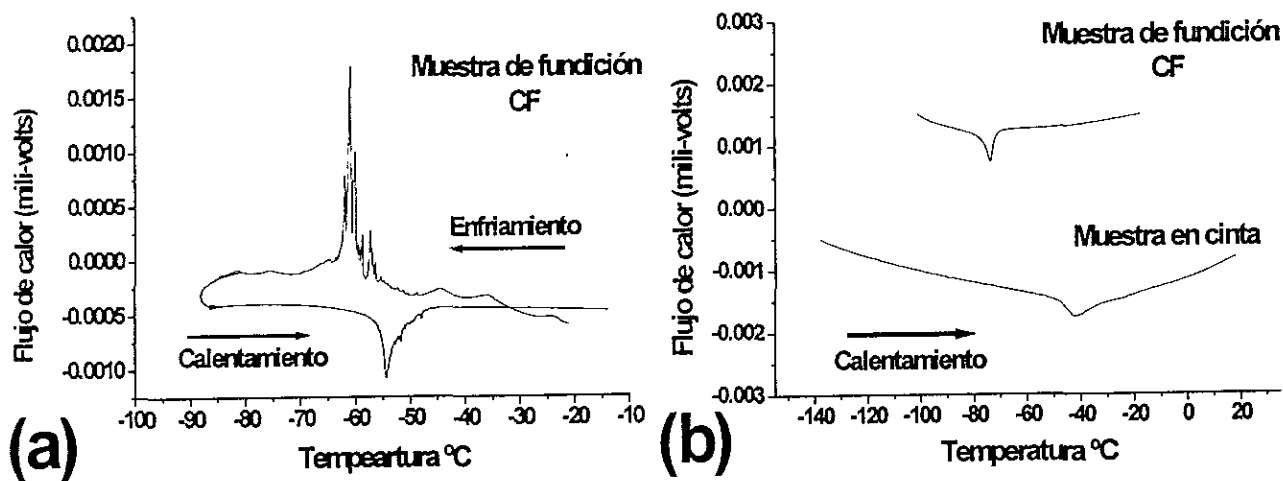 0.0020
0.0015
0.0010
0.0005
0.0000
-0.0005
-0.0010
Flujo de calor (mili-volts)
Muestra de fundición
CF
Enfriamiento
Calentamiento
-100 -90 -80 -70 -60 -50 -40 -30 -20 -10
Tempeartura ºC
(a)
0.003
0.002
0.001
0.000
-0.001
-0.002
-0.003
Flujo de calor (mili-volts)
Muestra de fundición
CF
Muestra en cinta
Calentamiento
-140 -120 -100 -80 -60 -40 -20 0 20
Temperatura ºC
(b)